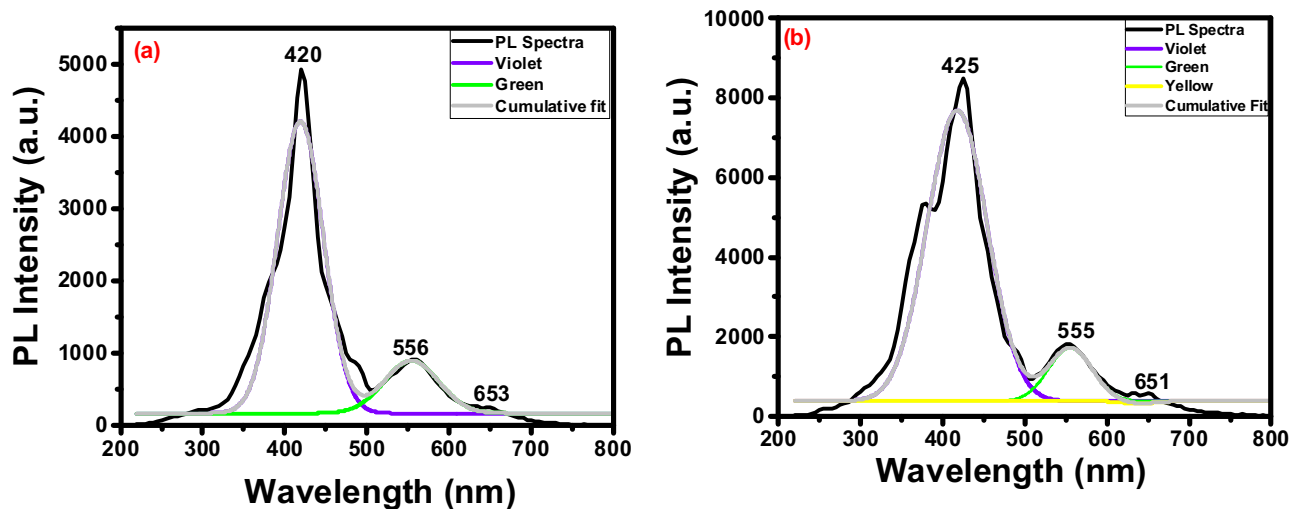 (a)
420
556
653
PL Spectra
Violet
Green
Cumulative fit
PL Intensity (a.u.)
5000
4000
3000
2000
1000
0
200 300 400 500 600 700 800
Wavelength (nm)
(b)
425
555
651
PL Spectra
Violet
Green
Yellow
Cumulative Fit
PL Intensity (a.u.)
10000
8000
6000
4000
2000
0
200 300 400 500 600 700 800
Wavelength (nm)